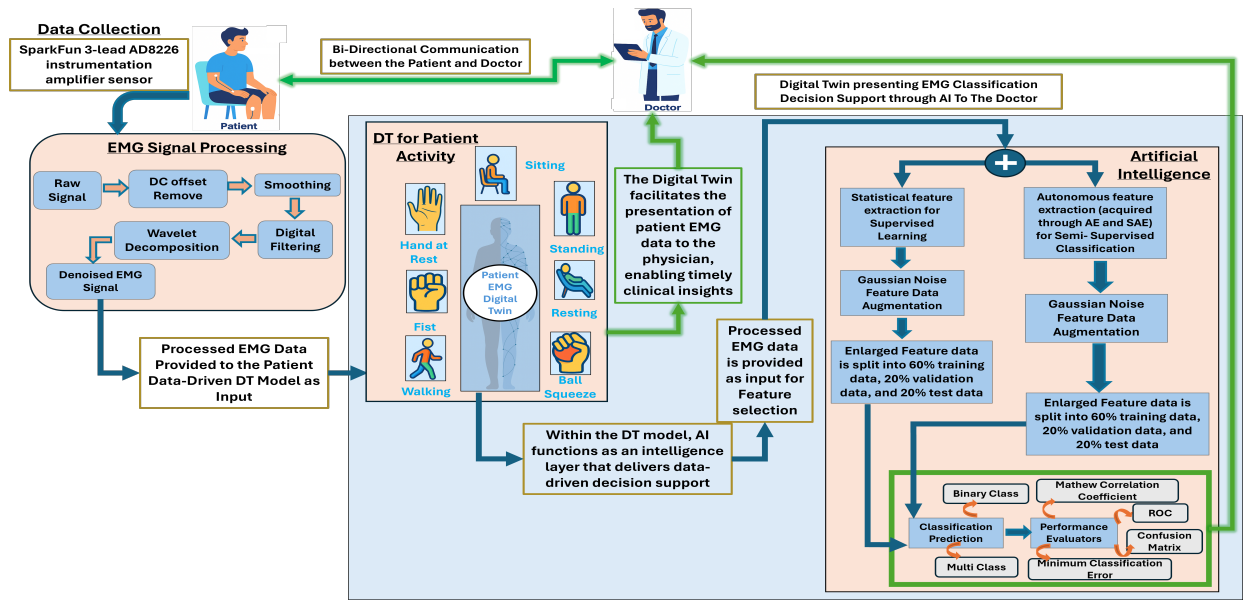 Data Collection
SparkFun 3-lead AD8226
instrumentation
amplifier sensor
Patient
Bi-Directional Communication
between the Patient and Doctor
Doctor
Digital Twin presenting EMG Classification
Decision Support through AI To The Doctor
EMG Signal Processing
Raw
Signal
DC offset
Remove
Smoothing
Digital
Filtering
Wavelet
Decomposition
Denoised EMG
Signal
Processed EMG Data
Provided to the Patient
Data-Driven DT Model as
Input
DT for Patient
Activity
Sitting
Hand at
Rest
Standing
Patient
EMG
Digital
Twin
Fist
Resting
Walking
Ball
Squeeze
The Digital Twin
facilitates the
presentation of
patient EMG
data to the
physician,
enabling timely
clinical insights
Within the DT model, AI
functions as an intelligence
layer that delivers data-
driven decision support
Processed
EMG data
is provided
as input for
Feature
selection
Artificial
Intelligence
Statistical feature
extraction for
Supervised
Learning
Gaussian Noise
Feature Data
Augmentation
Enlarged Feature data
is split into 60% training
data, 20% validation
data, and 20% test data
Autonomous feature
extraction (acquired
through AE and SAE)
for Semi- Supervised
Classification
Gaussian Noise
Feature Data
Augmentation
Enlarged Feature data is
split into 60% training data,
20% validation data, and
20% test data
Binary Class
Classification
Prediction
Multi Class
Mathew Correlation
Coefficient
Performance
Evaluators
ROC
Confusion
Matrix
Minimum Classification
Error